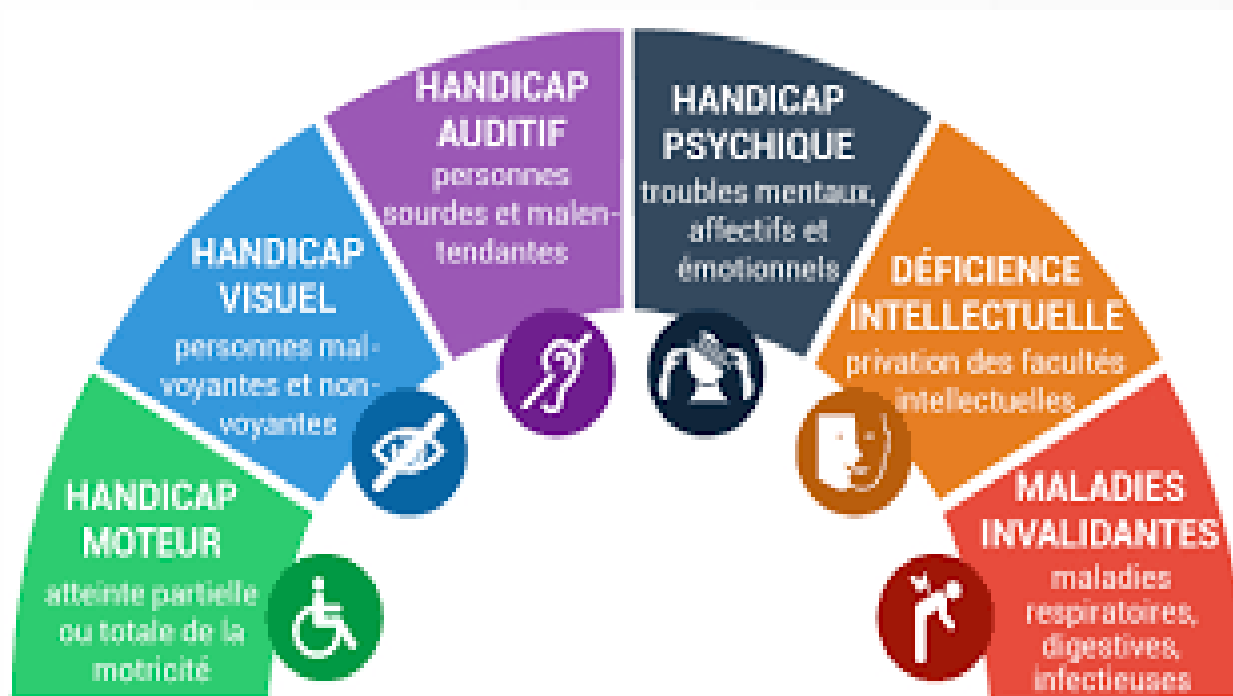 HANDICAP
MOTEUR
atteinte partielle
ou totale de la
motricité
HANDICAP
VISUEL
personnes mal-
voyantes et non-
voyantes
HANDICAP
AUDITIF
personnes
sourdes et malen-
tendantes
HANDICAP
PSYCHIQUE
troubles mentaux,
affectifs et
émotionnels
DÉFICIENCE
INTELLECTUELLE
privation des facultés
intellectuelles
MALADIES
INVALIDANTES
maladies
respiratoires,
digestives,
infectieuses